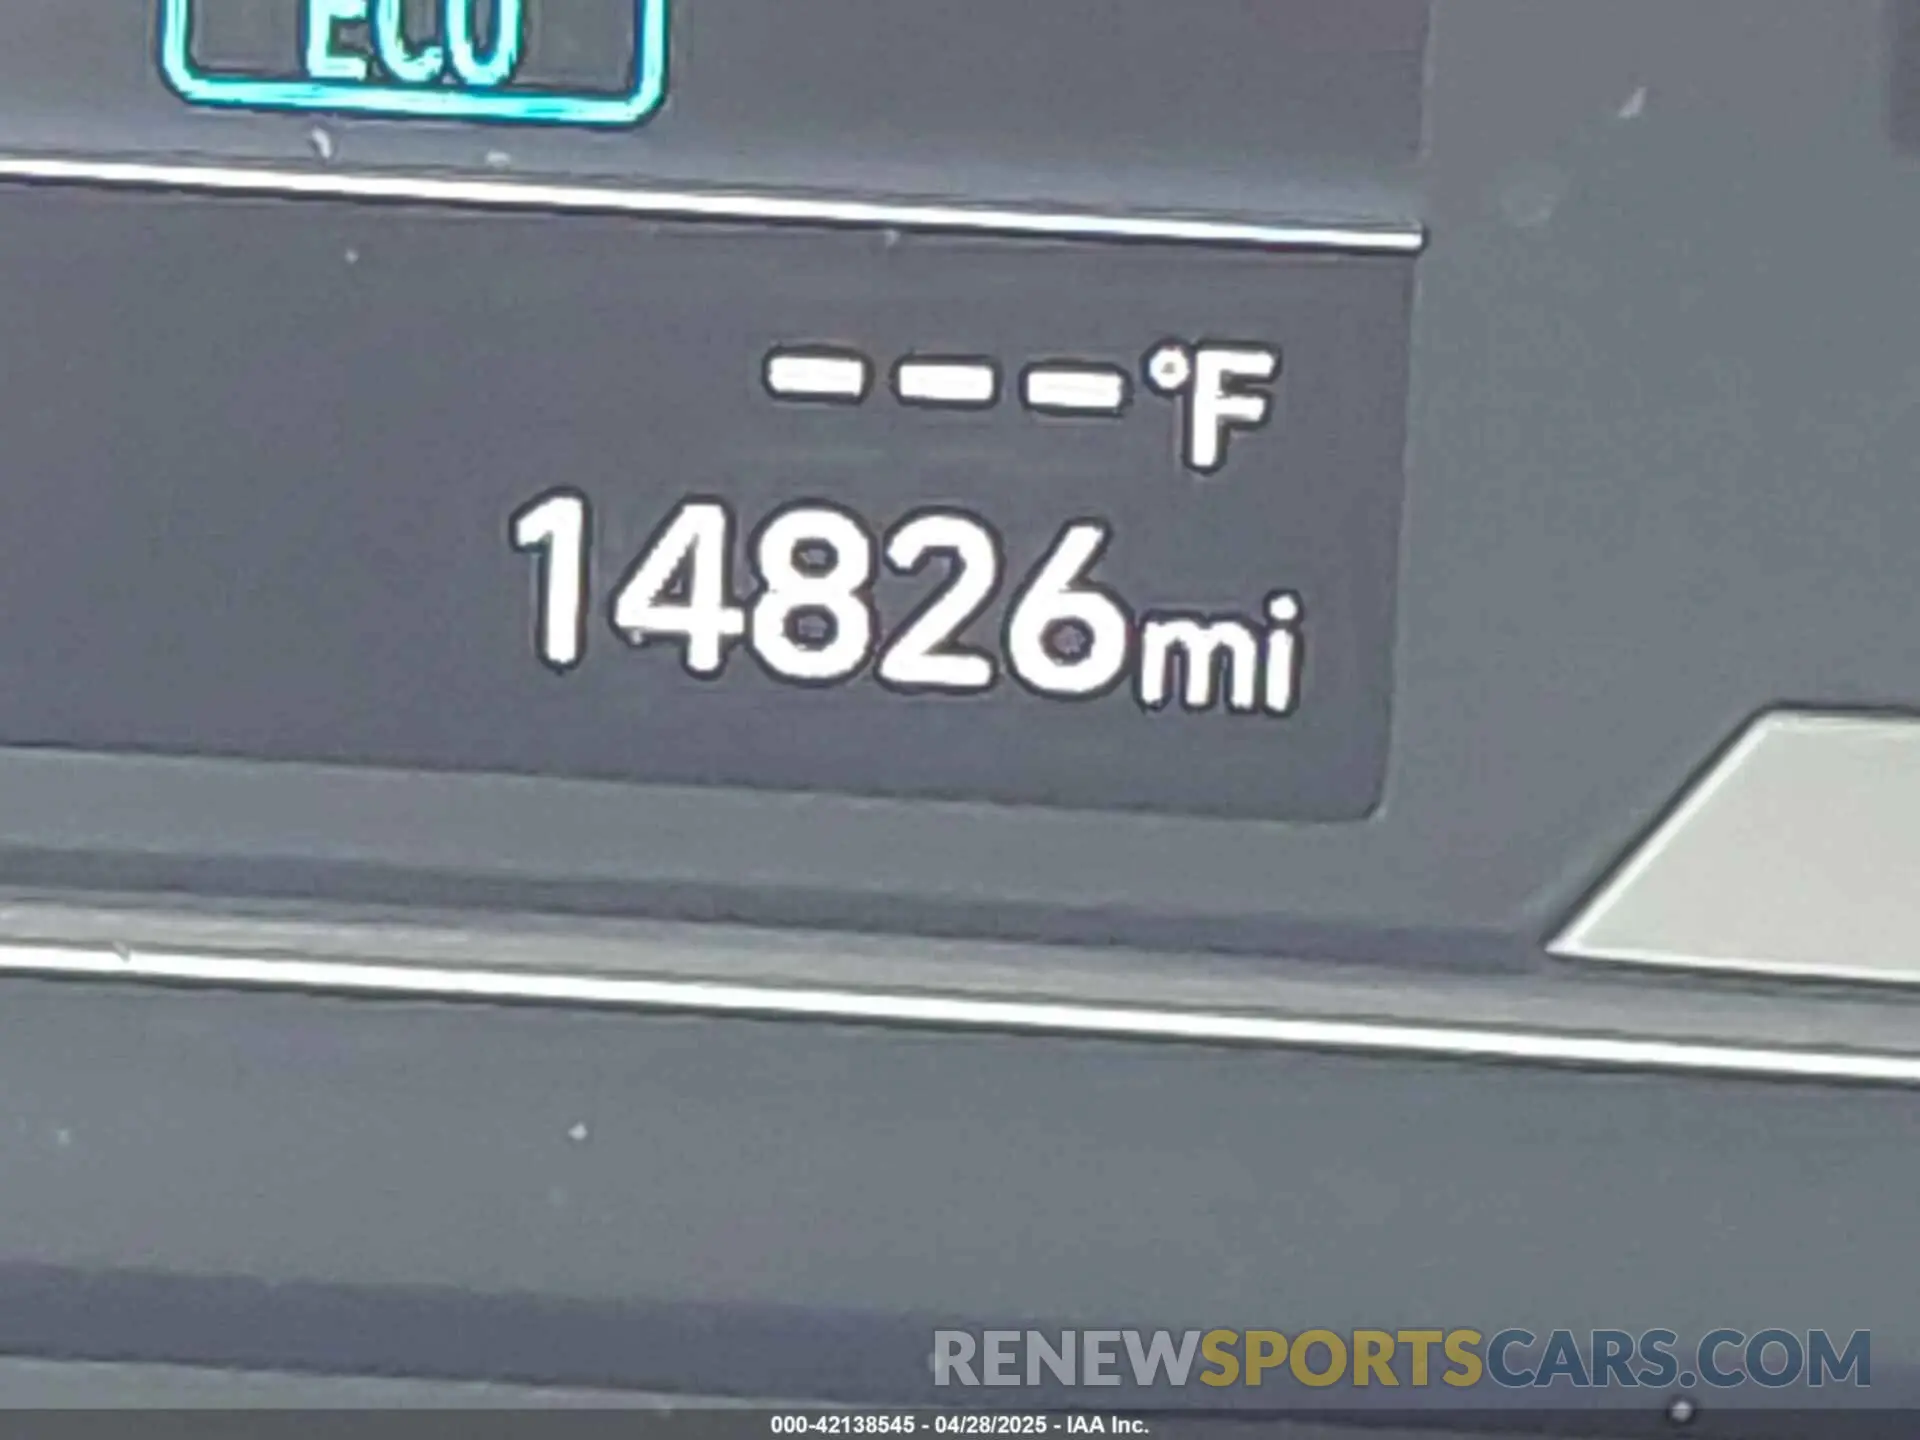 ECO
---°F
14826mi
RENEWSPORTSCARS.COM
000-42138545 - 04/28/2025 - IAA Inc.